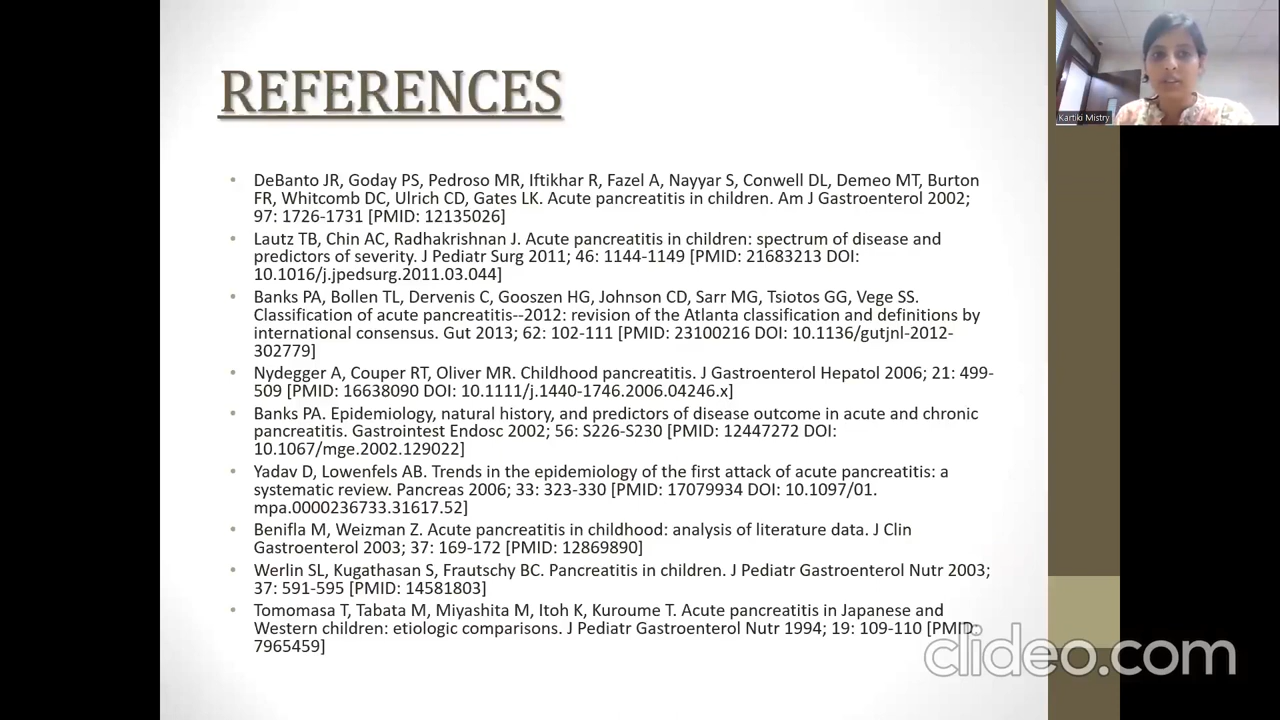 REFERENCES
Kartiki Mistry
• DeBanto JR, Goday PS, Pedroso MR, Iftikhar R, Fazel A, Nayyar S, Conwell DL, Demeo MT, Burton
FR, Whitcomb DC, Ulrich CD, Gates LK. Acute pancreatitis in children. Am J Gastroenterol 2002;
97: 1726-1731 [PMID: 12135026]
• Lautz TB, Chin AC, Radhakrishnan J. Acute pancreatitis in children: spectrum of disease and
predictors of severity. J Pediatr Surg 2011; 46: 1144-1149 [PMID: 21683213 DOI:
10.1016/j.jpedsurg.2011.03.044]
• Banks PA, Bollen TL, Dervenis C, Gooszen HG, Johnson CD, Sarr MG, Tsiotos GG, Vege SS.
Classification of acute pancreatitis--2012: revision of the Atlanta classification and definitions by
international consensus. Gut 2013; 62: 102-111 [PMID: 23100216 DOI: 10.1136/gutjnl-2012-
302779]
• Nydegger A, Couper RT, Oliver MR. Childhood pancreatitis. J Gastroenterol Hepatol 2006; 21: 499-
509 [PMID: 16638090 DOI: 10.1111/j.1440-1746.2006.04246.x]
• Banks PA. Epidemiology, natural history, and predictors of disease outcome in acute and chronic
pancreatitis. Gastrointest Endosc 2002; 56: S226-S230 [PMID: 12447272 DOI:
10.1067/mge.2002.129022]
• Yadav D, Lowenfels AB. Trends in the epidemiology of the first attack of acute pancreatitis: a
systematic review. Pancreas 2006; 33: 323-330 [PMID: 17079934 DOI: 10.1097/01.
mpa.0000236733.31617.52]
• Benifla M, Weizman Z. Acute pancreatitis in childhood: analysis of literature data. J Clin
Gastroenterol 2003; 37: 169-172 [PMID: 12869890]
• Werlin SL, Kugathasan S, Frautschy BC. Pancreatitis in children. J Pediatr Gastroenterol Nutr 2003;
37: 591-595 [PMID: 14581803]
• Tomomasa T, Tabata M, Miyashita M, Itoh K, Kuroume T. Acute pancreatitis in Japanese and
Western children: etiologic comparisons. J Pediatr Gastroenterol Nutr 1994; 19: 109-110 [PMID:
7965459]
clideo.com